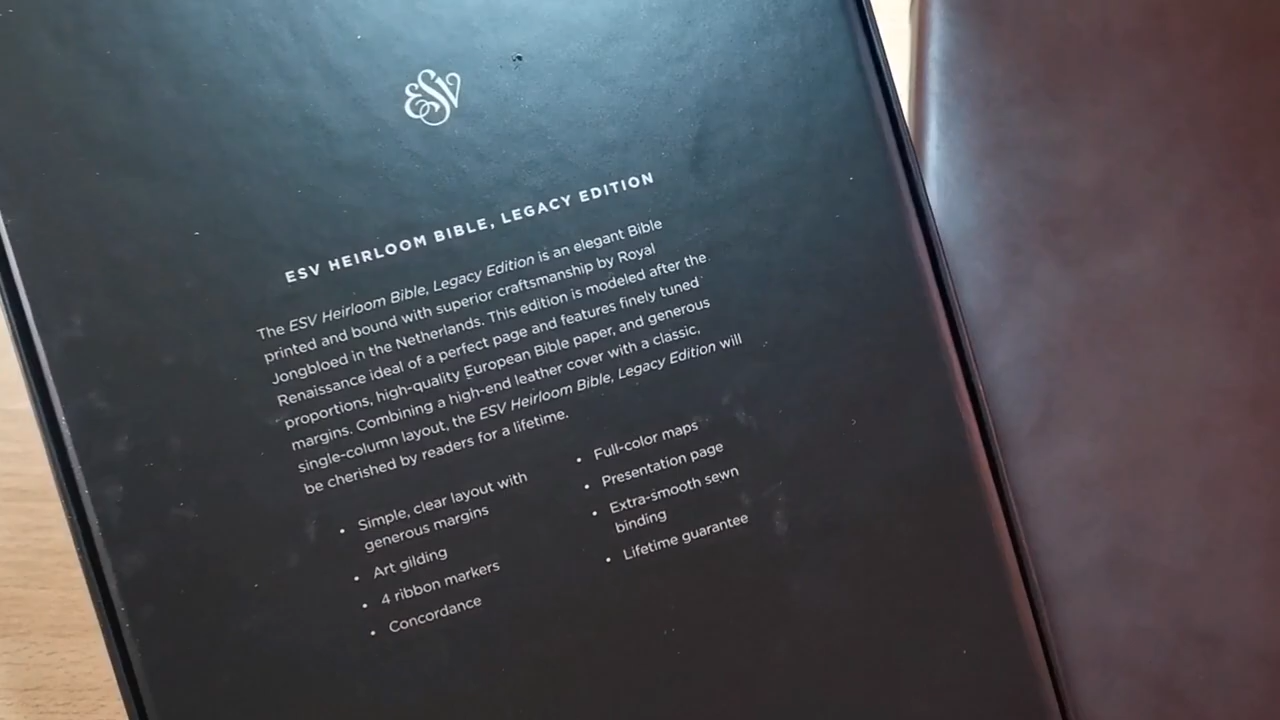 ESV
ESV HEIRLOOM BIBLE, LEGACY EDITION
The ESV Heirloom Bible, Legacy Edition is an elegant Bible
printed and bound with superior craftsmanship by Royal
Jongbloed in the Netherlands. This edition is modeled after the
Renaissance ideal of a perfect page and features finely tuned
proportions, high-quality European Bible paper, and generous
margins. Combining a high-end leather cover with a classic,
single-column layout, the ESV Heirloom Bible, Legacy Edition will
be cherished by readers for a lifetime.
• Simple, clear layout with
generous margins
• Art gilding
• 4 ribbon markers
• Concordance
• Full-color maps
• Presentation page
• Extra-smooth sewn
binding
• Lifetime guarantee